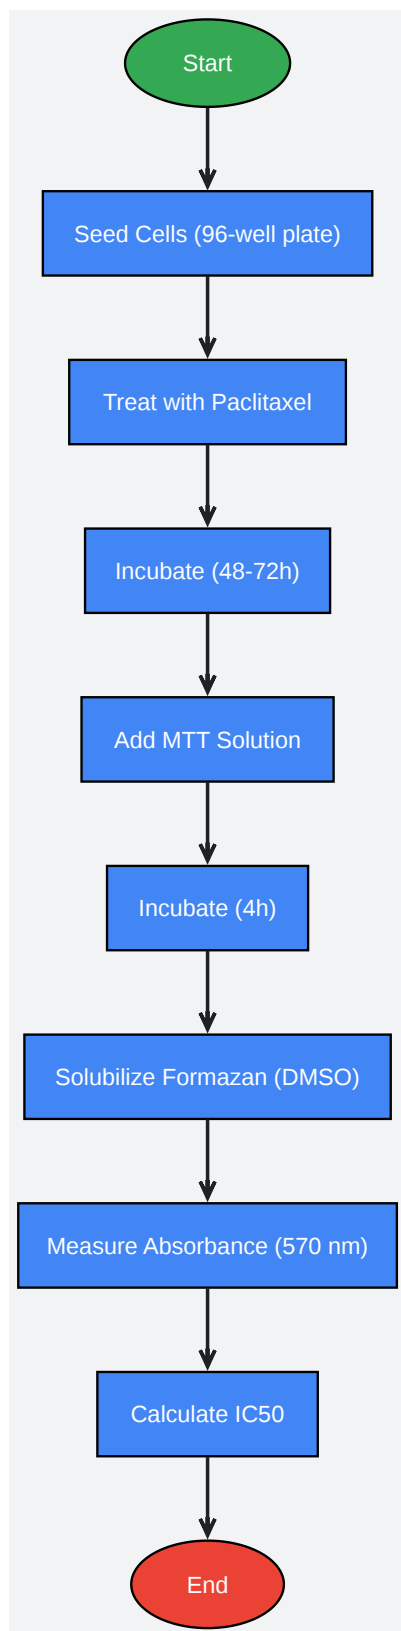 Start
Seed Cells (96-well plate)
Treat with Paclitaxel
Incubate (48-72h)
Add MTT Solution
Incubate (4h)
Solubilize Formazan (DMSO)
Measure Absorbance (570 nm)
Calculate IC50
End